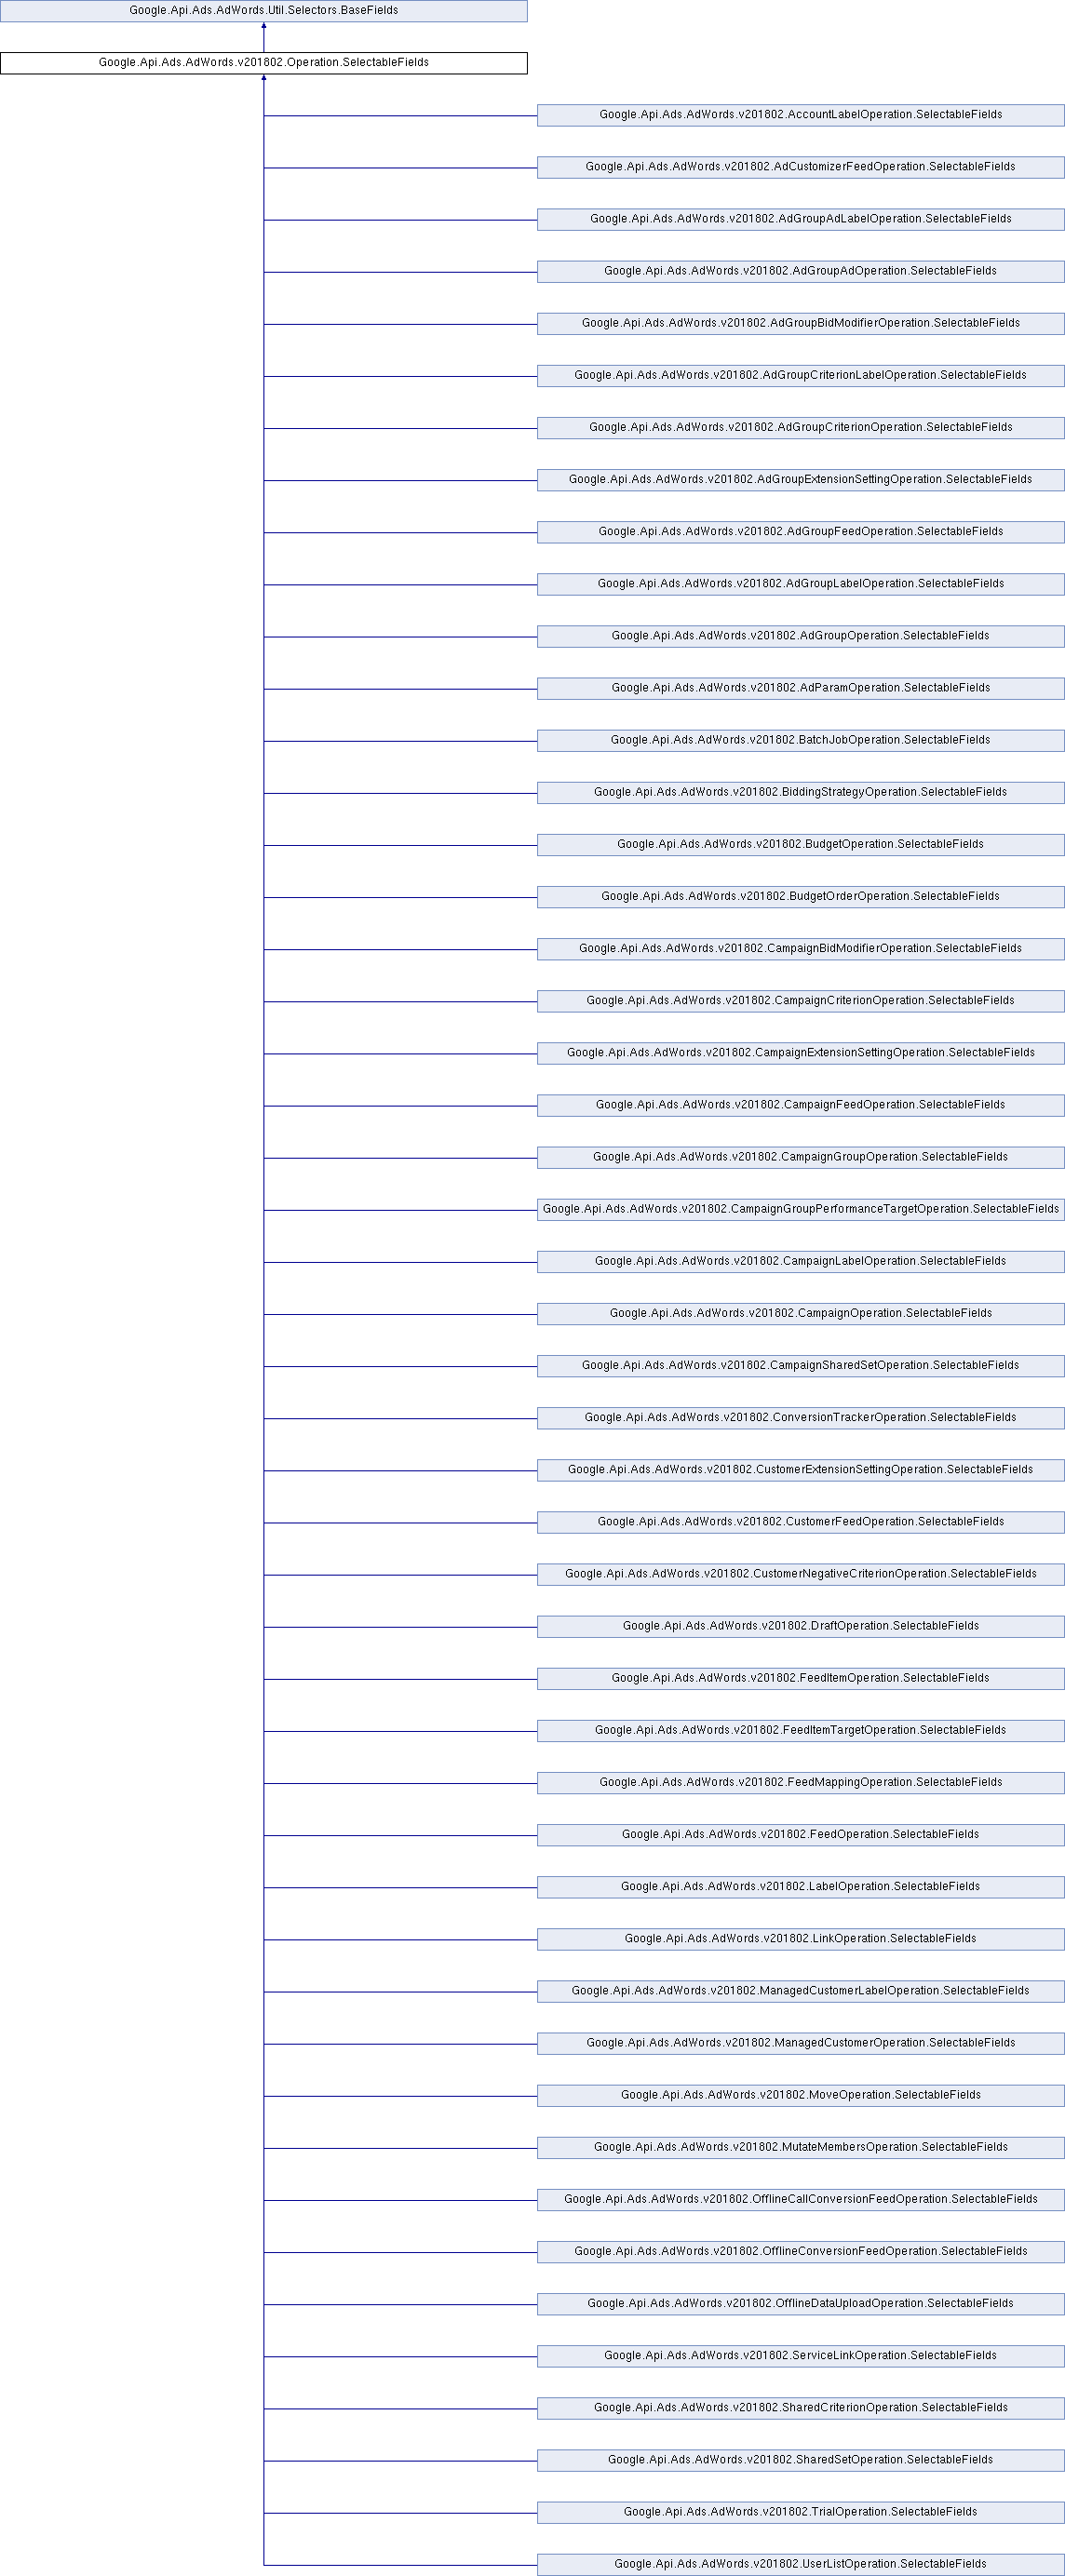 Google.Api.Ads.AdWords.Util.Selectors.BaseFields
Google.Api.Ads.AdWords.v201802.Operation.SelectableFields
Google.Api.Ads.AdWords.v201802.AccountLabelOperation.SelectableFields
Google.Api.Ads.AdWords.v201802.AdCustomizerFeedOperation.SelectableFields
Google.Api.Ads.AdWords.v201802.AdGroupAdLabelOperation.SelectableFields
Google.Api.Ads.AdWords.v201802.AdGroupAdOperation.SelectableFields
Google.Api.Ads.AdWords.v201802.AdGroupBidModifierOperation.SelectableFields
Google.Api.Ads.AdWords.v201802.AdGroupCriterionLabelOperation.SelectableFields
Google.Api.Ads.AdWords.v201802.AdGroupCriterionOperation.SelectableFields
Google.Api.Ads.AdWords.v201802.AdGroupExtensionSettingOperation.SelectableFields
Google.Api.Ads.AdWords.v201802.AdGroupFeedOperation.SelectableFields
Google.Api.Ads.AdWords.v201802.AdGroupLabelOperation.SelectableFields
Google.Api.Ads.AdWords.v201802.AdGroupOperation.SelectableFields
Google.Api.Ads.AdWords.v201802.AdParamOperation.SelectableFields
Google.Api.Ads.AdWords.v201802.BatchJobOperation.SelectableFields
Google.Api.Ads.AdWords.v201802.BiddingStrategyOperation.SelectableFields
Google.Api.Ads.AdWords.v201802.BudgetOperation.SelectableFields
Google.Api.Ads.AdWords.v201802.BudgetOrderOperation.SelectableFields
Google.Api.Ads.AdWords.v201802.CampaignBidModifierOperation.SelectableFields
Google.Api.Ads.AdWords.v201802.CampaignCriterionOperation.SelectableFields
Google.Api.Ads.AdWords.v201802.CampaignExtensionSettingOperation.SelectableFields
Google.Api.Ads.AdWords.v201802.CampaignFeedOperation.SelectableFields
Google.Api.Ads.AdWords.v201802.CampaignGroupOperation.SelectableFields
Google.Api.Ads.AdWords.v201802.CampaignGroupPerformanceTargetOperation.SelectableFields
Google.Api.Ads.AdWords.v201802.CampaignLabelOperation.SelectableFields
Google.Api.Ads.AdWords.v201802.CampaignOperation.SelectableFields
Google.Api.Ads.AdWords.v201802.CampaignSharedSetOperation.SelectableFields
Google.Api.Ads.AdWords.v201802.ConversionTrackerOperation.SelectableFields
Google.Api.Ads.AdWords.v201802.CustomerExtensionSettingOperation.SelectableFields
Google.Api.Ads.AdWords.v201802.CustomerFeedOperation.SelectableFields
Google.Api.Ads.AdWords.v201802.CustomerNegativeCriterionOperation.SelectableFields
Google.Api.Ads.AdWords.v201802.DraftOperation.SelectableFields
Google.Api.Ads.AdWords.v201802.FeedItemOperation.SelectableFields
Google.Api.Ads.AdWords.v201802.FeedItemTargetOperation.SelectableFields
Google.Api.Ads.AdWords.v201802.FeedMappingOperation.SelectableFields
Google.Api.Ads.AdWords.v201802.FeedOperation.SelectableFields
Google.Api.Ads.AdWords.v201802.LabelOperation.SelectableFields
Google.Api.Ads.AdWords.v201802.LinkOperation.SelectableFields
Google.Api.Ads.AdWords.v201802.ManagedCustomerLabelOperation.SelectableFields
Google.Api.Ads.AdWords.v201802.ManagedCustomerOperation.SelectableFields
Google.Api.Ads.AdWords.v201802.MoveOperation.SelectableFields
Google.Api.Ads.AdWords.v201802.MutateMembersOperation.SelectableFields
Google.Api.Ads.AdWords.v201802.OfflineCallConversionFeedOperation.SelectableFields
Google.Api.Ads.AdWords.v201802.OfflineConversionFeedOperation.SelectableFields
Google.Api.Ads.AdWords.v201802.OfflineDataUploadOperation.SelectableFields
Google.Api.Ads.AdWords.v201802.ServiceLinkOperation.SelectableFields
Google.Api.Ads.AdWords.v201802.SharedCriterionOperation.SelectableFields
Google.Api.Ads.AdWords.v201802.SharedSetOperation.SelectableFields
Google.Api.Ads.AdWords.v201802.TrialOperation.SelectableFields
Google.Api.Ads.AdWords.v201802.UserListOperation.SelectableFields